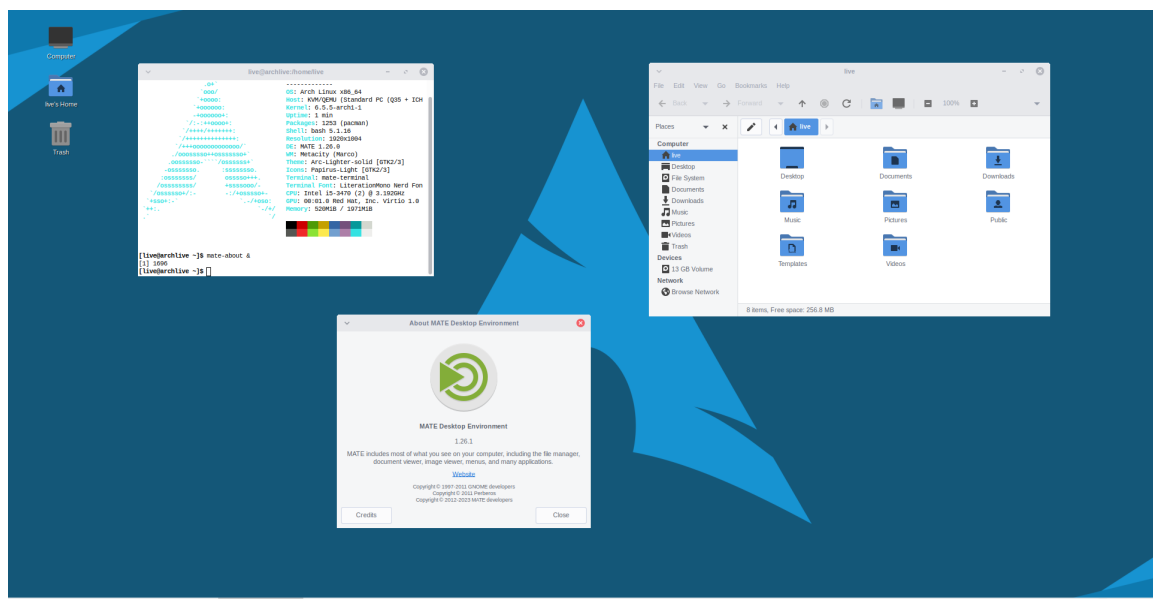 Computer
live's Home
Trash
live@archlive:/home/live
------------
OS: Arch Linux x86_64
Host: KVM/QEMU (Standard PC (Q35 + ICH
Kernel: 6.5.5-arch1-1
Uptime: 1 min
Packages: 1253 (pacman)
Shell: bash 5.1.16
Resolution: 1920x1004
DE: MATE 1.26.0
WM: Metacity (Marco)
Theme: Arc-Lighter-solid [GTK2/3]
Icons: Papirus-Light [GTK2/3]
Terminal: mate-terminal
Terminal Font: LiterationMono Nerd Fon
CPU: Intel i5-3470 (2) @ 3.192GHz
GPU: 00:01.0 Red Hat, Inc. Virtio 1.0
Memory: 520MiB / 1971MiB
[live@archlive ~]$ mate-about &
[1] 1696
[live@archlive ~]$
live
File Edit View Go Bookmarks Help
Back Forward 100%
Places live
Computer
live
Desktop
File System
Documents
Downloads
Music
Pictures
Videos
Trash
Devices
13 GB Volume
Network
Browse Network
Desktop Documents Downloads
Music Pictures Public
Templates Videos
8 items, Free space: 256.8 MB
About MATE Desktop Environment
MATE Desktop Environment
1.26.1
MATE includes most of what you see on your computer, including the file manager,
document viewer, image viewer, menus, and many applications.
Website
Copyright © 1997-2011 GNOME developers
Copyright © 2011 Perberos
Copyright © 2012-2023 MATE developers
Credits Close